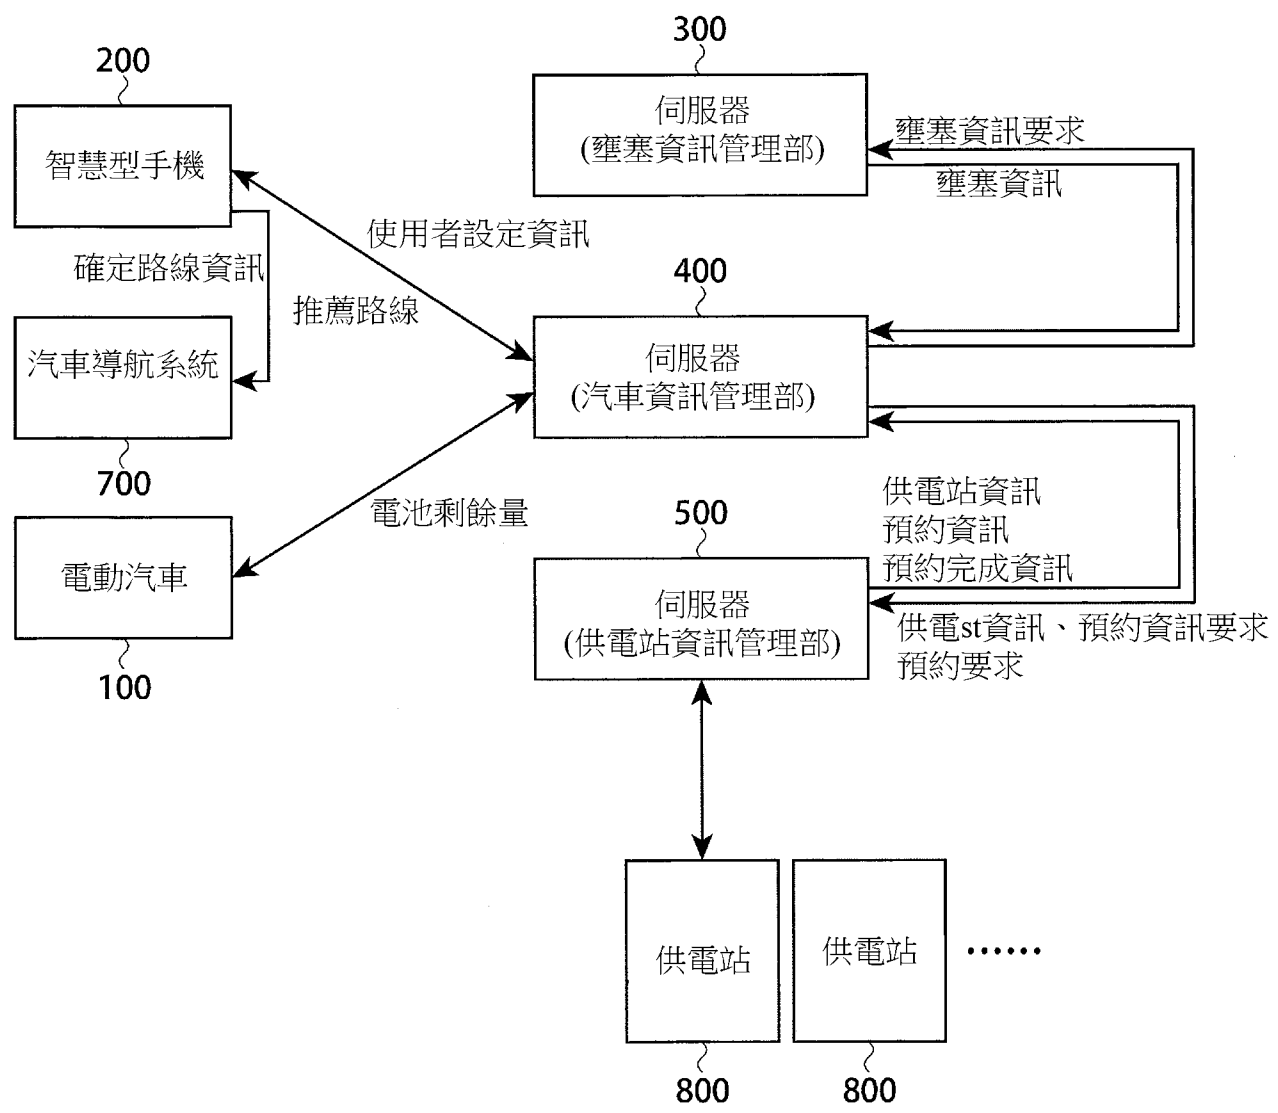 300
200
伺服器
(壅塞資訊管理部)
壅塞資訊要求
壅塞資訊
智慧型手機
使用者設定資訊
確定路線資訊
400
推薦路線
汽車導航系統
伺服器
(汽車資訊管理部)
700
電池剩餘量
供電站資訊
預約資訊
預約完成資訊
500
電動汽車
伺服器
(供電站資訊管理部)
供電st資訊、預約資訊要求
預約要求
100
供電站
供電站
••••••
800
800